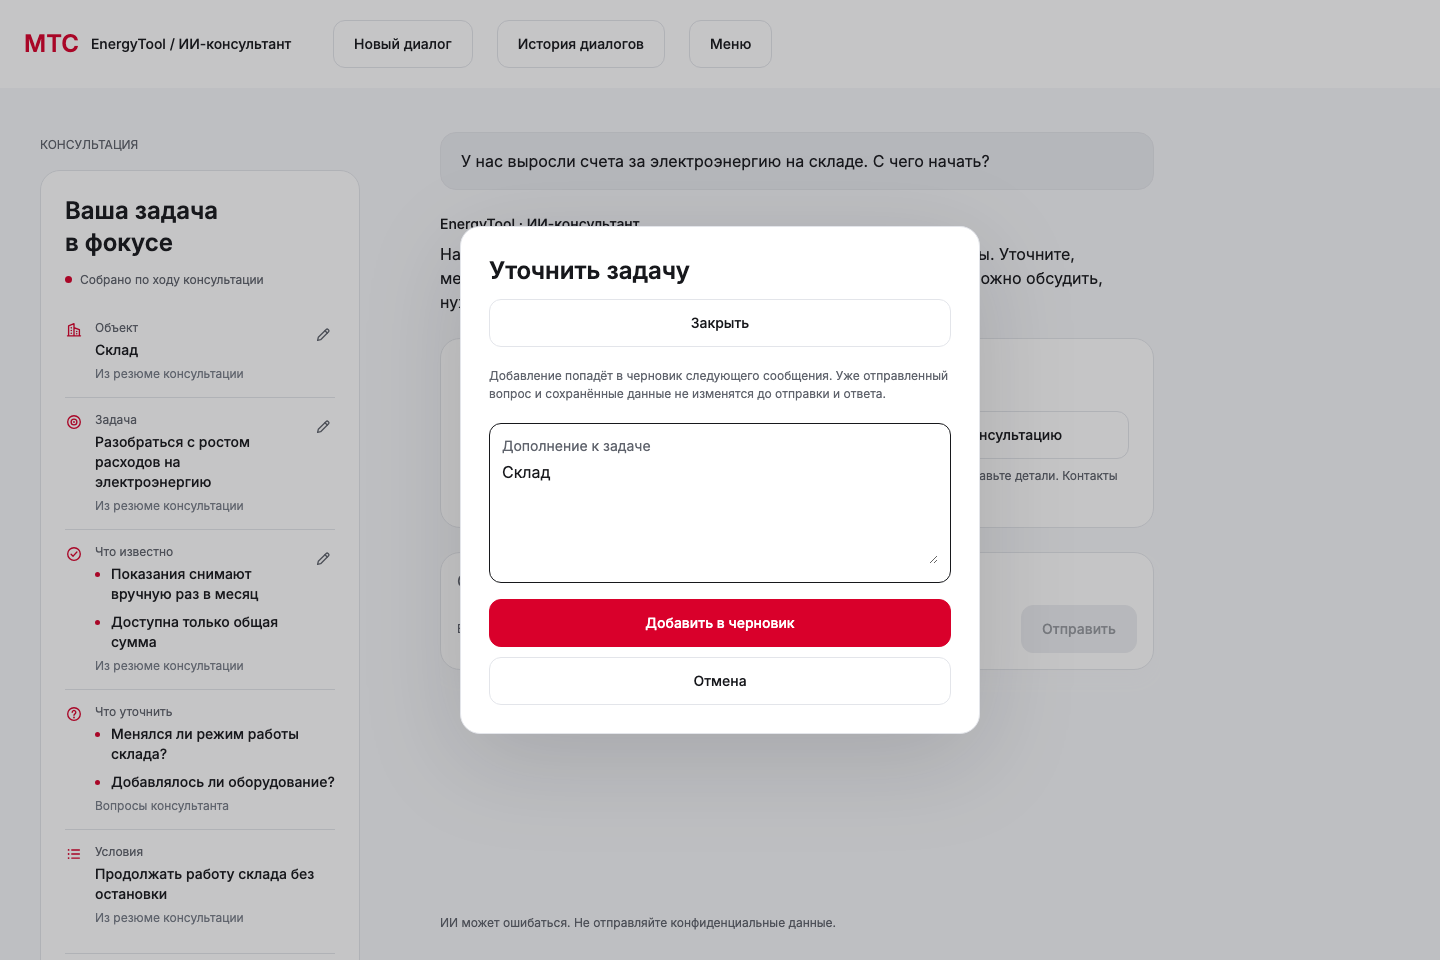 МТС EnergyTool / ИИ-консультант Новый диалог История диалогов Меню
КОНСУЛЬТАЦИЯ
Ваша задача
в фокусе
Собрано по ходу консультации
Объект
Склад
Из резюме консультации
Задача
Разобраться с ростом
расходов на
электроэнергию
Из резюме консультации
Что известно
Показания снимают
вручную раз в месяц
Доступна только общая
сумма
Из резюме консультации
Что уточнить
Менялся ли режим работы
склада?
Добавлялось ли оборудование?
Вопросы консультанта
Условия
Продолжать работу склада без
остановки
Из резюме консультации
У нас выросли счета за электроэнергию на складе. С чего начать?
EnergyTool · ИИ-консультант
Уточните,
обсудить,
Контакты
Отправить
Уточнить задачу
Закрыть
Добавление попадёт в черновик следующего сообщения. Уже отправленный
вопрос и сохранённые данные не изменятся до отправки и ответа.
Дополнение к задаче
Склад
Добавить в черновик
Отмена
ИИ может ошибаться. Не отправляйте конфиденциальные данные.